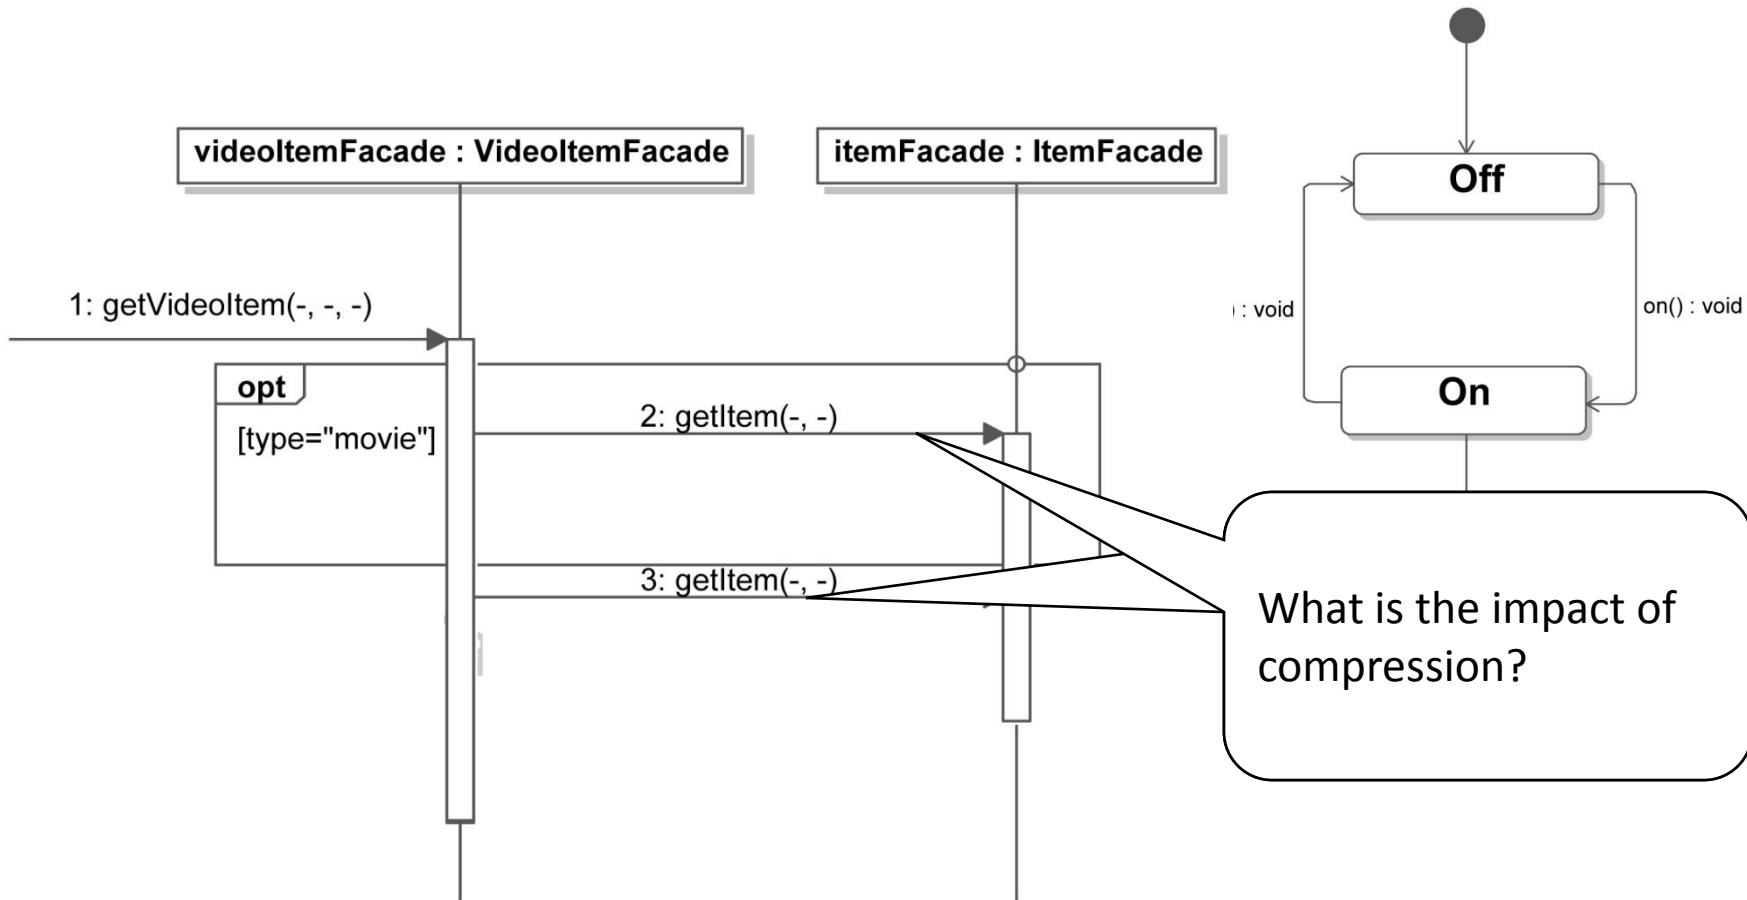 videoItemFacade : VideoItemFacade
itemFacade : ItemFacade
1: getVideoItem(-, -, -)
opt
[type="movie"]
2: getItem(-, -)
3: getItem(-, -)
Off
) : void
on() : void
On
What is the impact of
compression?